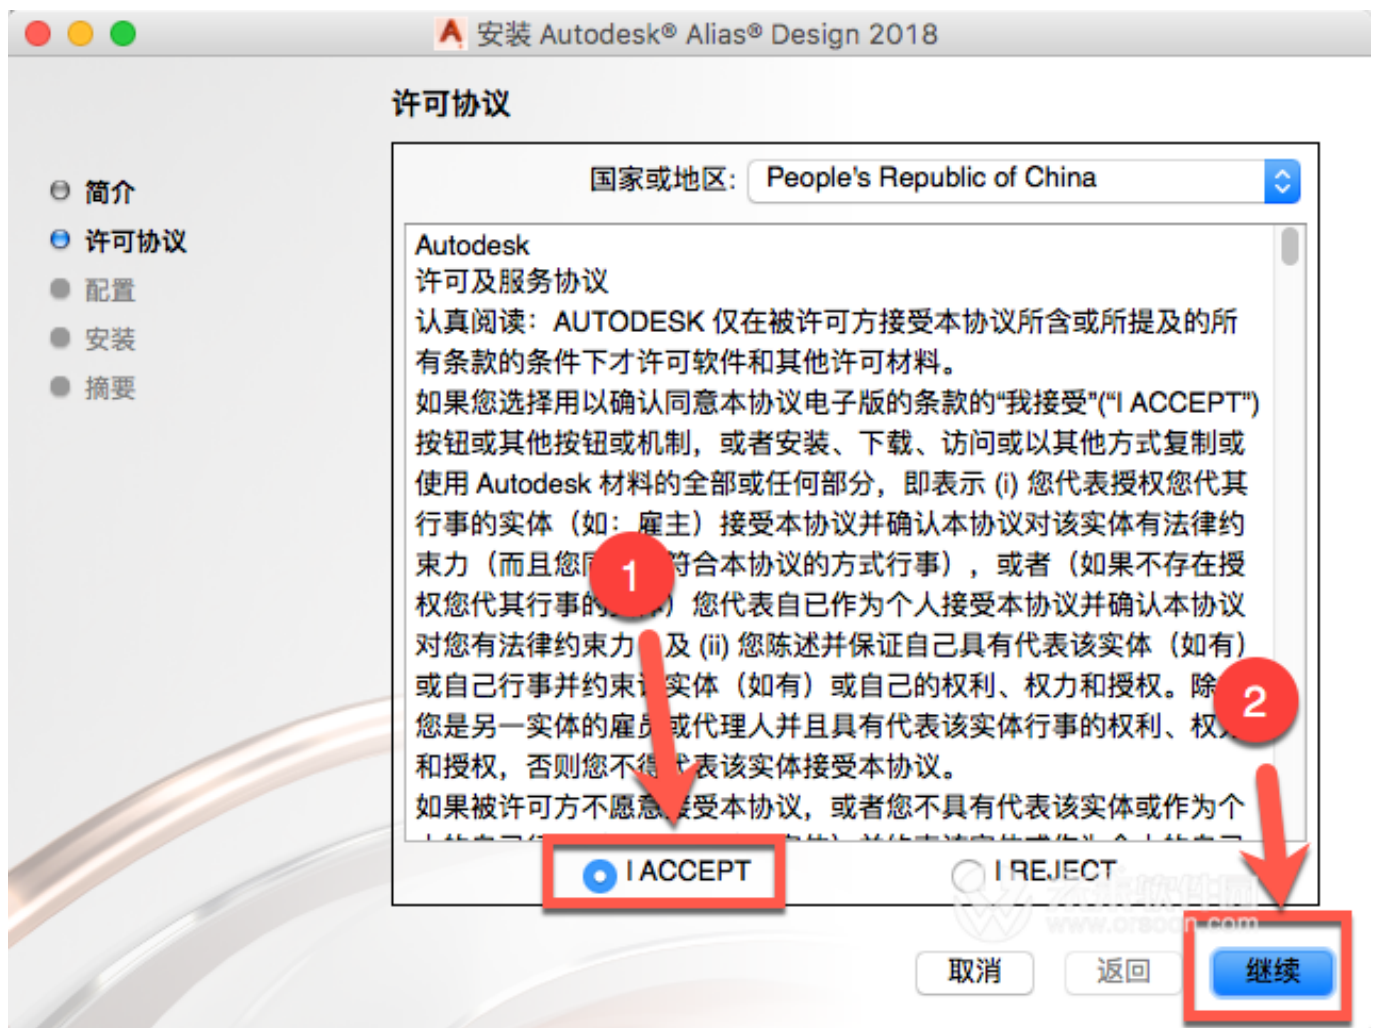 安装 Autodesk® Alias® Design 2018
许可协议
简介
许可协议
配置
安装
摘要
国家或地区: People's Republic of China
Autodesk
许可及服务协议
认真阅读：AUTODESK 仅在被许可方接受本协议所含或所提及的所
有条款的条件下才许可软件和其他许可材料。
如果您选择用以确认同意本协议电子版的条款的“我接受”(“I ACCEPT”)
按钮或其他按钮或机制，或者安装、下载、访问或以其他方式复制或
使用 Autodesk 材料的全部或任何部分，即表示 (i) 您代表授权您代其
行事的实体（如：雇主）接受本协议并确认本协议对该实体有法律约
束力（而且您同 符合本协议的方式行事），或者（如果不存在授
权您代其行事的 ）您代表自已作为个人接受本协议并确认本协议
对您有法律约束力 及 (ii) 您陈述并保证自己具有代表该实体（如有）
或自己行事并约束该实体（如有）或自己的权利、权力和授权。除
您是另一实体的雇员或代理人并且具有代表该实体行事的权利、权力
和授权，否则您不得代表该实体接受本协议。
如果被许可方不愿意接受本协议，或者您不具有代表该实体或作为个
1
2
I ACCEPT
I REJECT
www.orsoon.com
取消
返回
继续